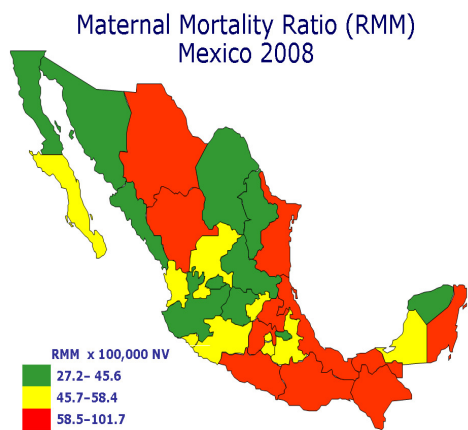 Maternal Mortality Ratio (RMM)
Mexico 2008
RMM x 100,000 NV
27.2– 45.6
45.7–58.4
58.5–101.7